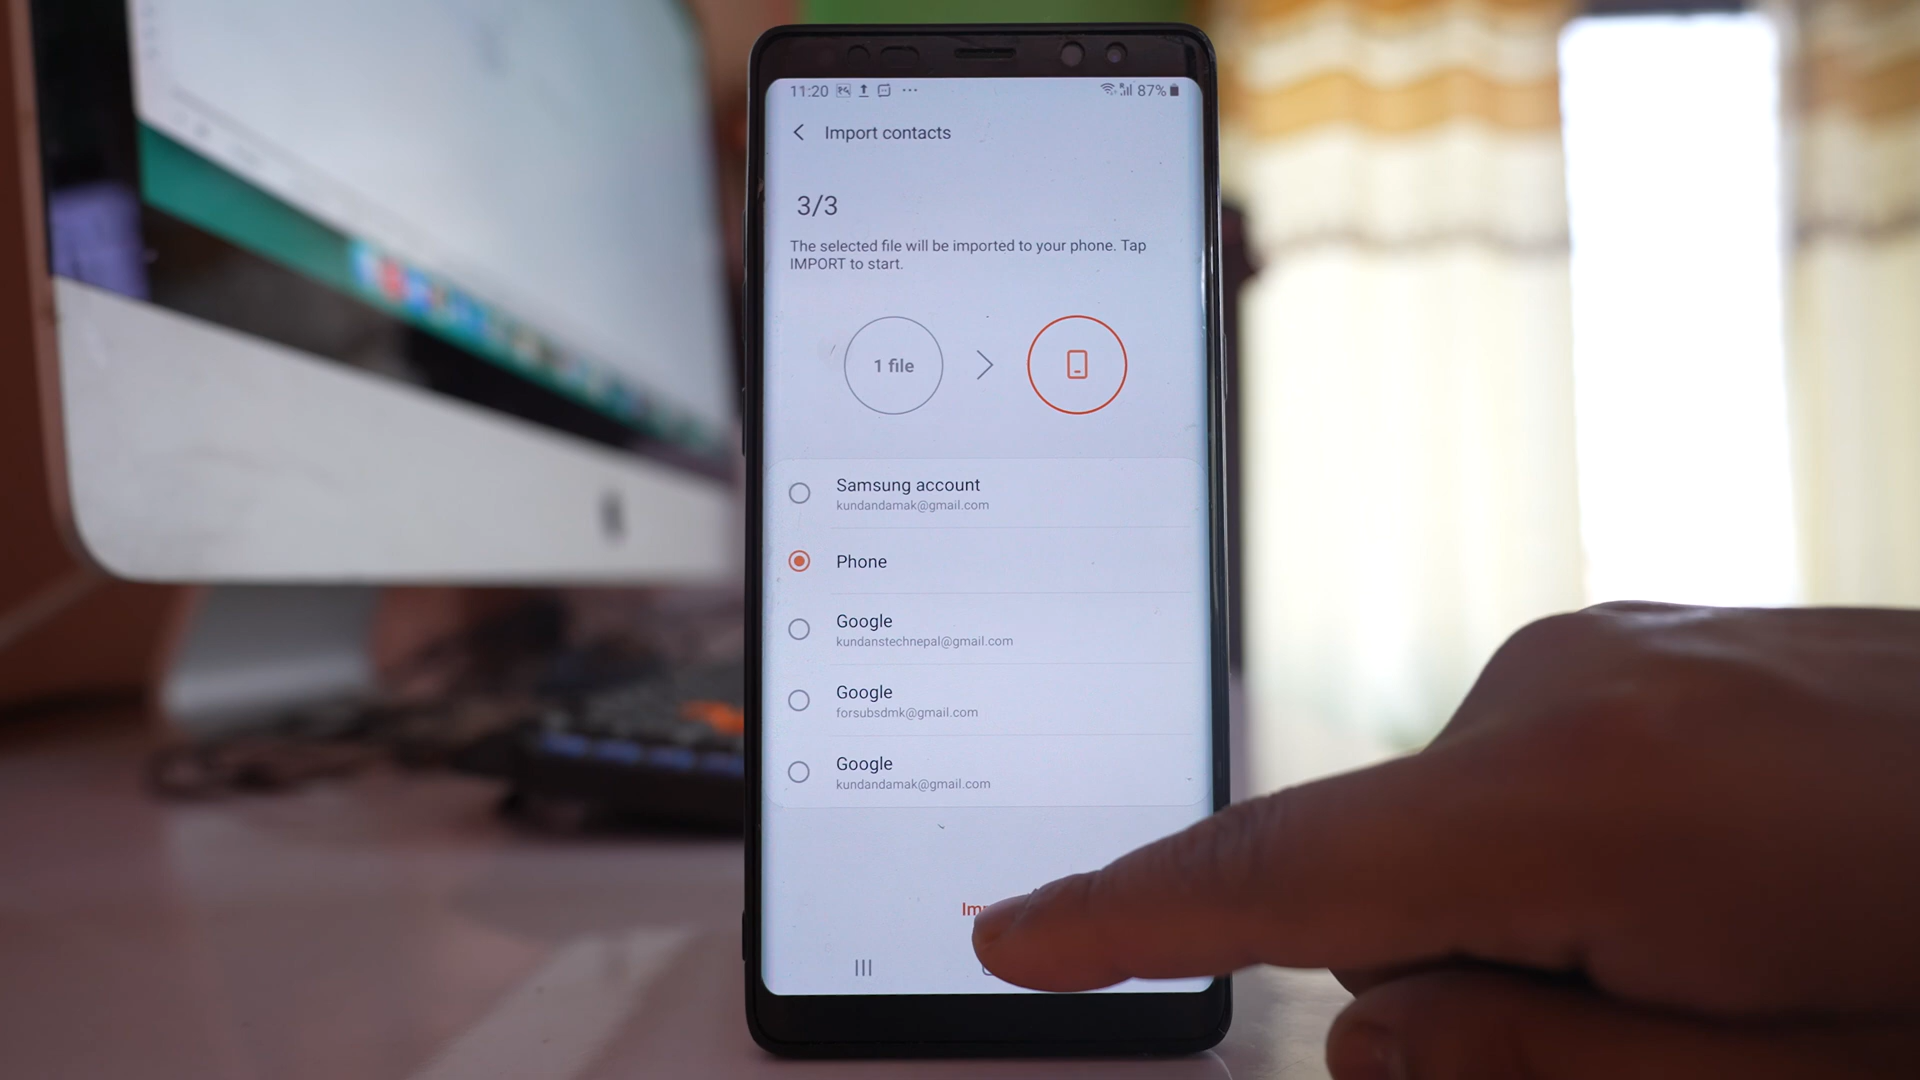 11:20 87%
Import contacts
3/3
The selected file will be imported to your phone. Tap
IMPORT to start.
1 file
Samsung account
kundandamak@gmail.com
Phone
Google
kundanstechnepal@gmail.com
Google
forsubsdmk@gmail.com
Google
kundandamak@gmail.com